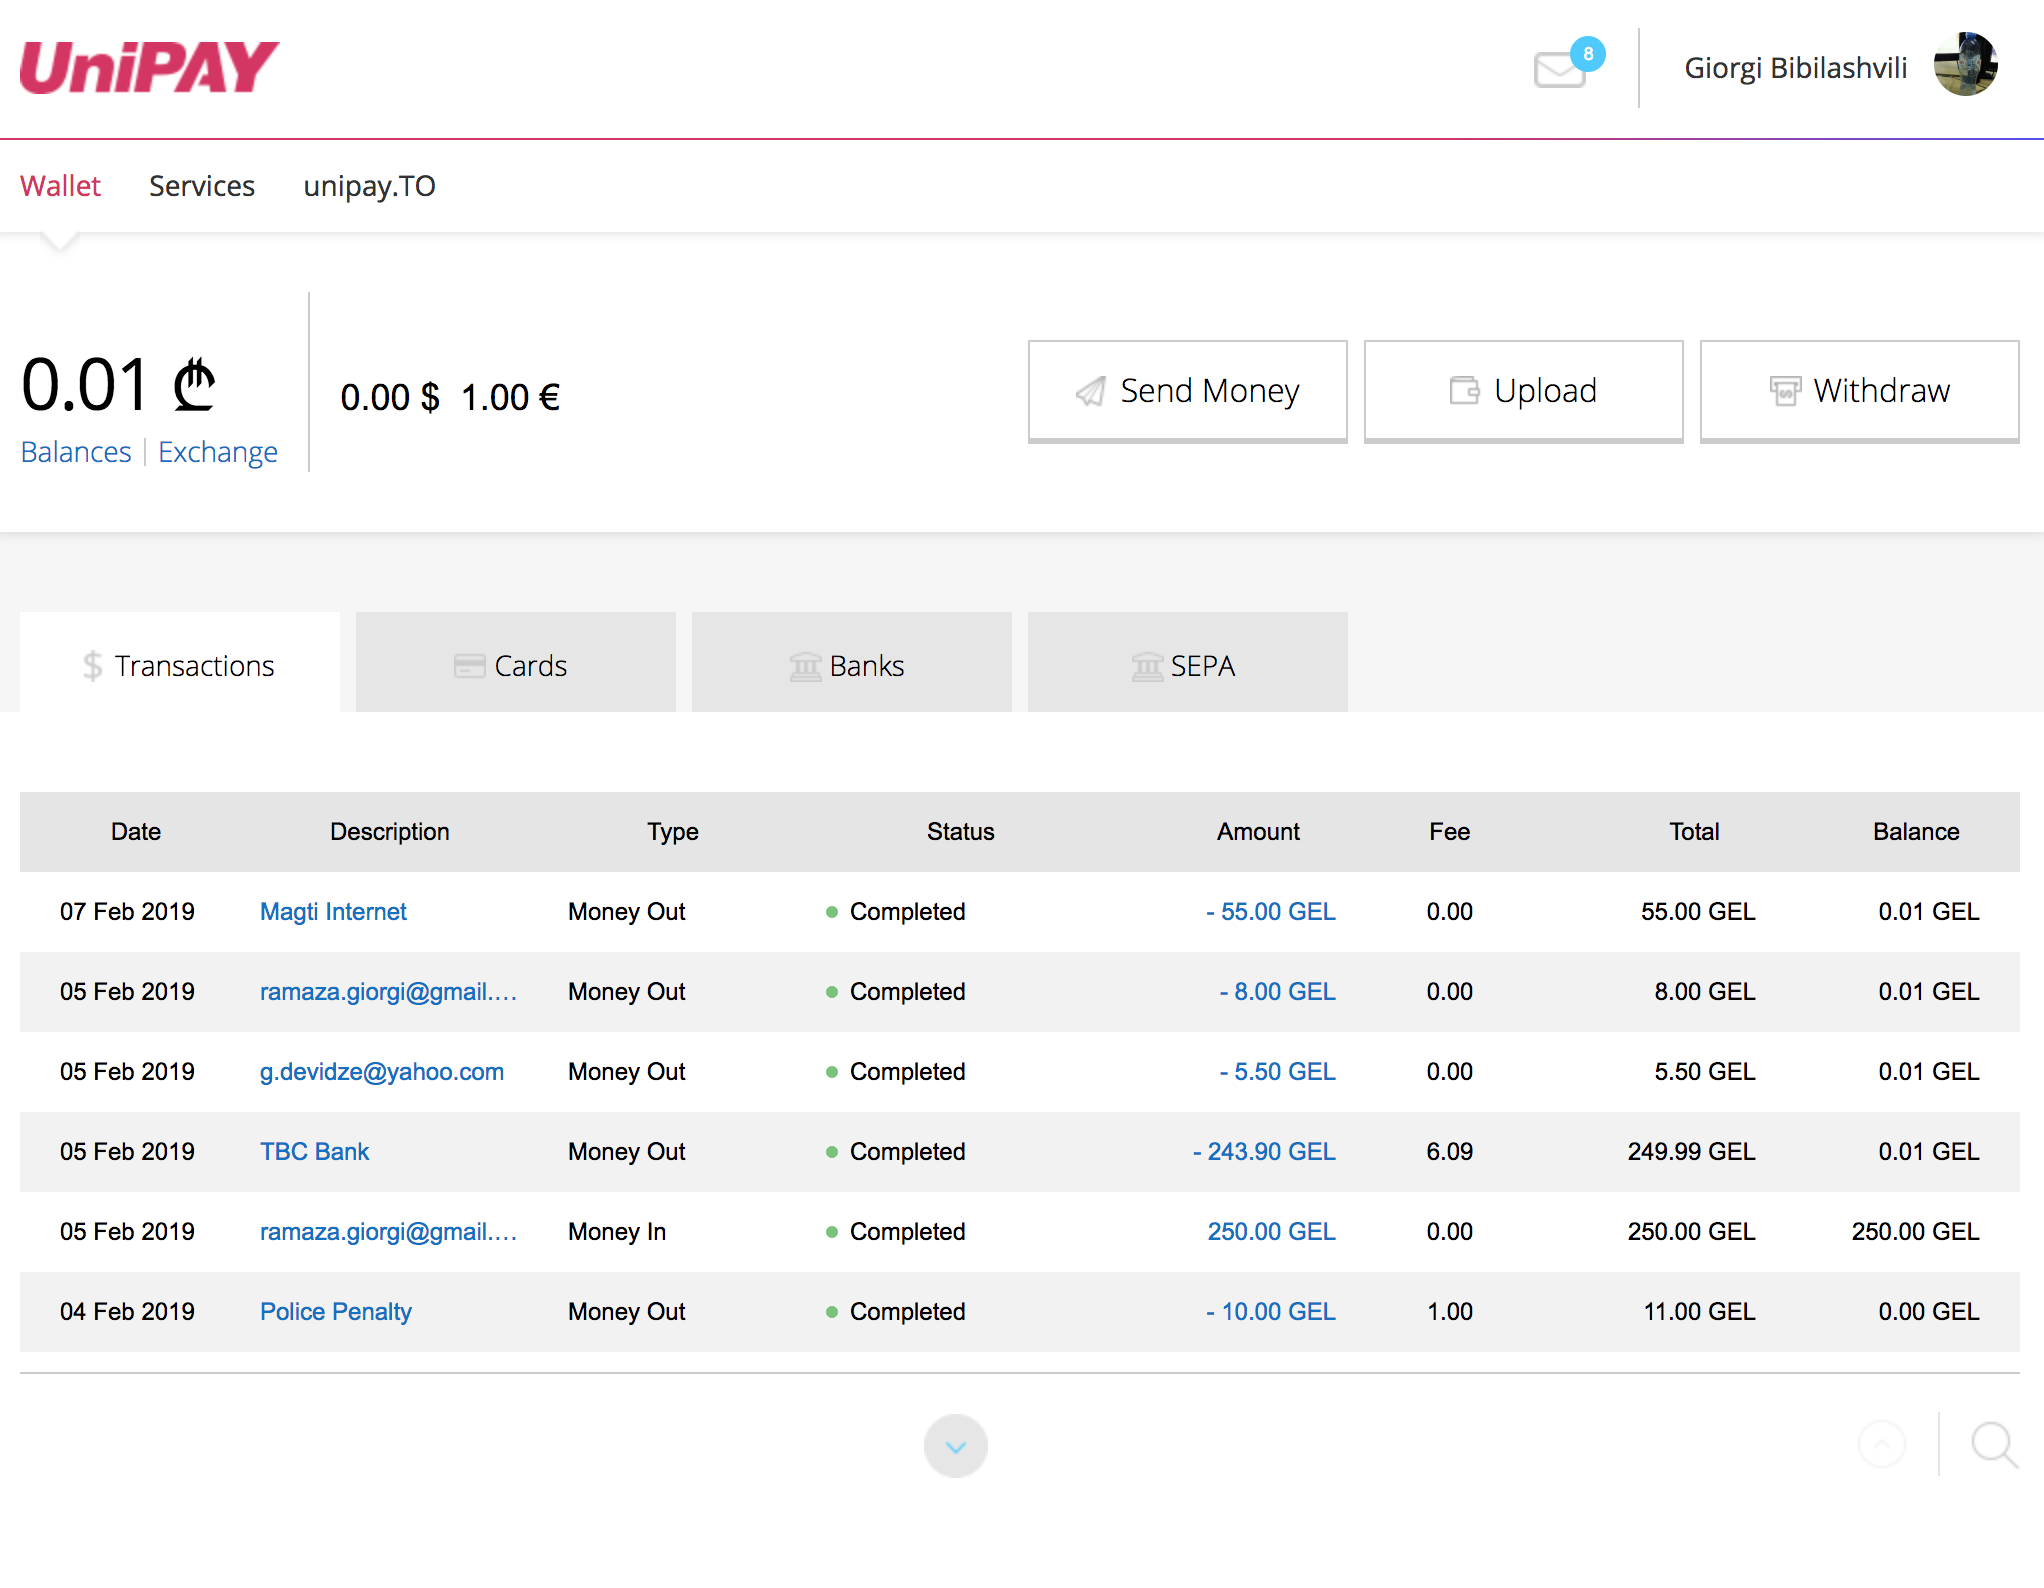 UniPAY
8
Giorgi Bibilashvili
Wallet Services unipay.TO
0.01 ₾
0.00 $ 1.00 €
Balances | Exchange
Send Money
Upload
Withdraw
$ Transactions
Cards
Banks
SEPA
Date Description Type Status Amount Fee Total Balance
07 Feb 2019 Magti Internet Money Out Completed - 55.00 GEL 0.00 55.00 GEL 0.01 GEL
05 Feb 2019 ramaza.giorgi@gmail.… Money Out Completed - 8.00 GEL 0.00 8.00 GEL 0.01 GEL
05 Feb 2019 g.devidze@yahoo.com Money Out Completed - 5.50 GEL 0.00 5.50 GEL 0.01 GEL
05 Feb 2019 TBC Bank Money Out Completed - 243.90 GEL 6.09 249.99 GEL 0.01 GEL
05 Feb 2019 ramaza.giorgi@gmail.… Money In Completed 250.00 GEL 0.00 250.00 GEL 250.00 GEL
04 Feb 2019 Police Penalty Money Out Completed - 10.00 GEL 1.00 11.00 GEL 0.00 GEL